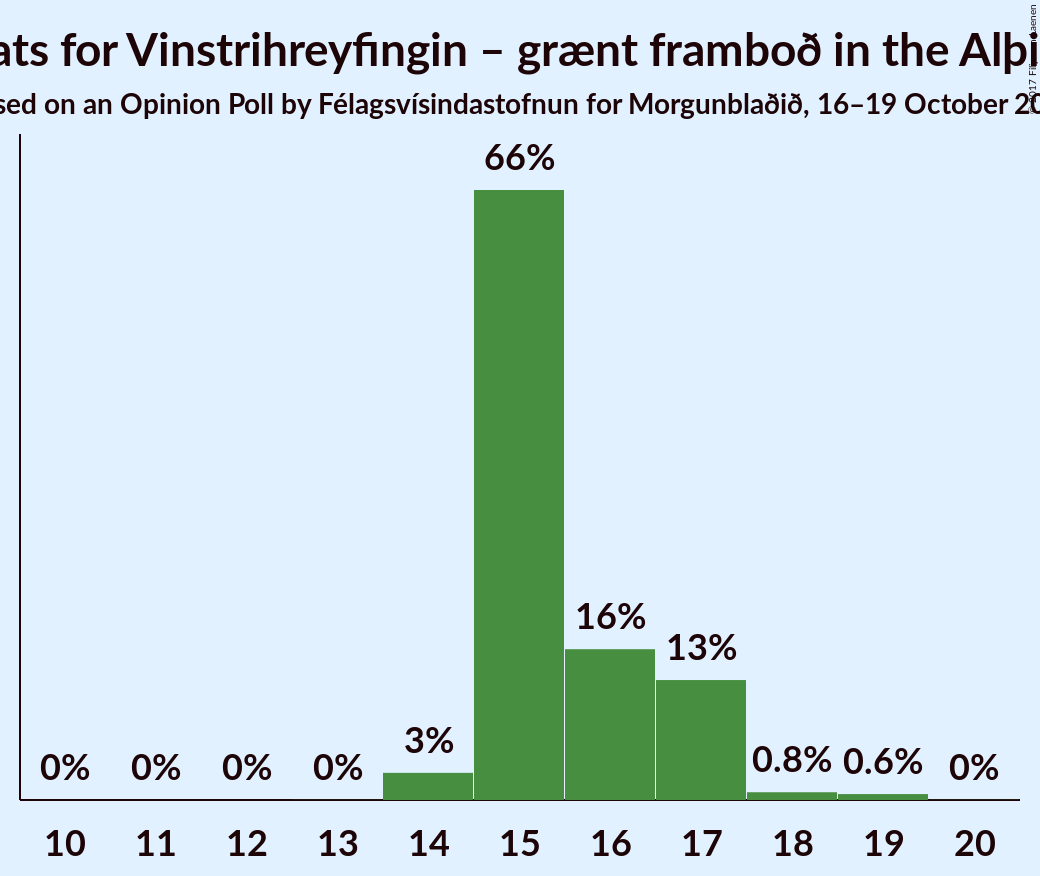 ats for Vinstrihreyfingin – grænt framboð in the Alþi
sed on an Opinion Poll by Félagsvísindastofnun for Morgunblaðið, 16–19 October 20
66%
16%
13%
3%
0% 0% 0% 0% 0.8% 0.6% 0%
10 11 12 13 14 15 16 17 18 19 20